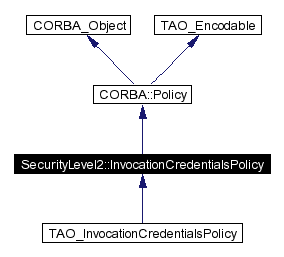 CORBA_Object
TAO_Encodable
CORBA::Policy
SecurityLevel2::InvocationCredentialsPolicy
TAO_InvocationCredentialsPolicy